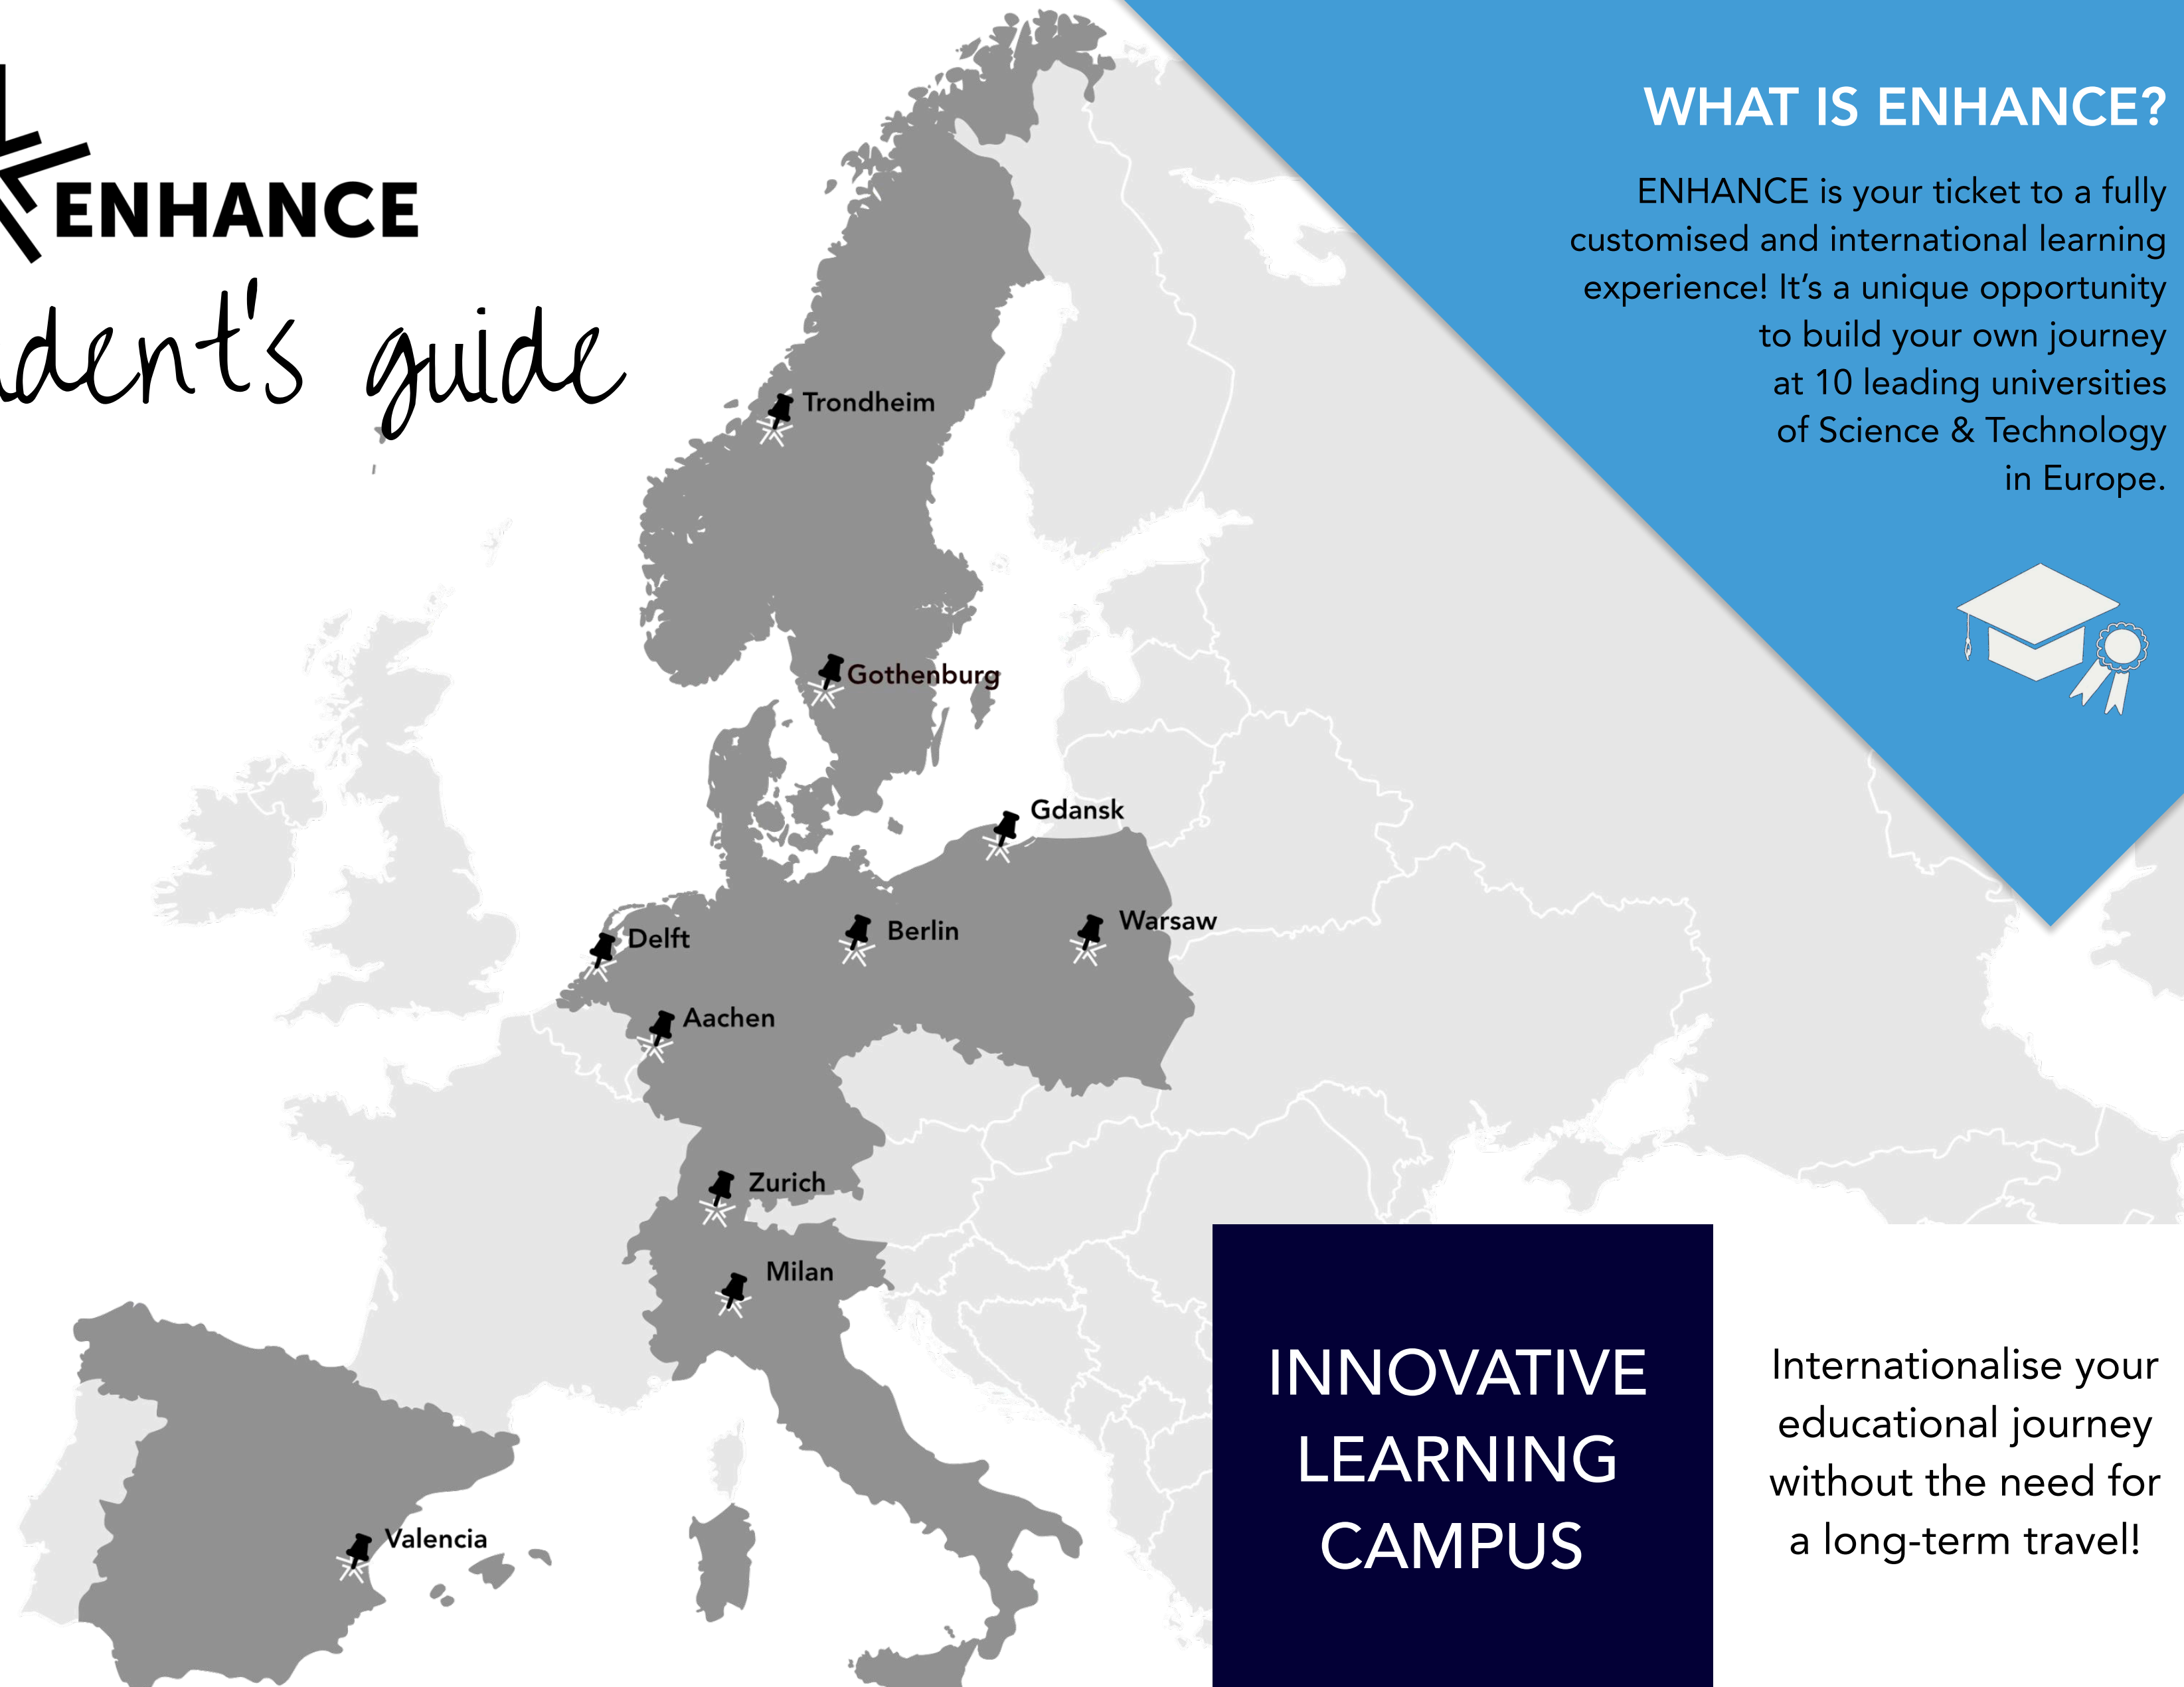 ENHANCE
dent's guide
WHAT IS ENHANCE?
ENHANCE is your ticket to a fully
customised and international learning
experience! It's a unique opportunity
to build your own journey
at 10 leading universities
of Science & Technology
in Europe.
Trondheim
Gothenburg
Gdansk
Warsaw
Berlin
Delft
Aachen
Zurich
Milan
Valencia
INNOVATIVE
LEARNING
CAMPUS
Internationalise your
educational journey
without the need for
a long-term travel!